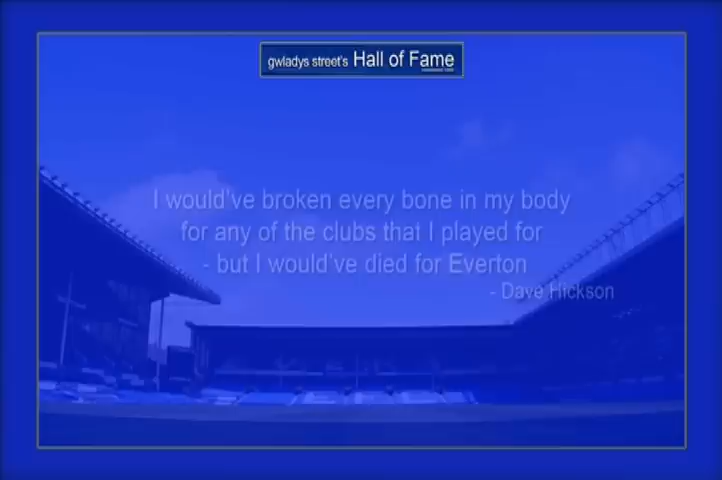 gwladys street's Hall of Fame
I would've broken every bone in my body
for any of the clubs that I played for
- but I would've died for Everton
- Dave Hickson